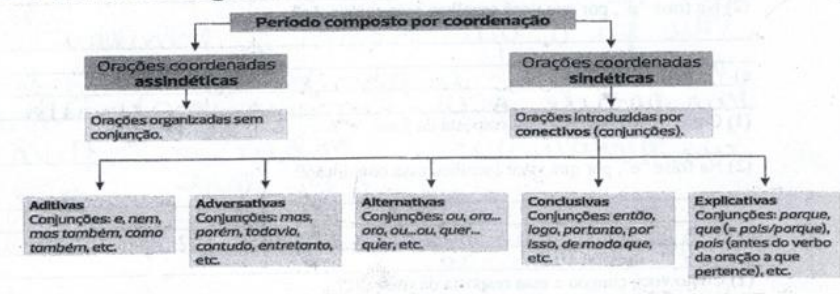 Período composto por coordenação
Orações coordenadas
assindéticas
Orações coordenadas
sindéticas
Orações organizadas sem
conjunção.
Orações introduzidas por
conectivos (conjunções).
Aditivas
Conjunções: e, nem,
mas também, como
também, etc.
Adversativas
Conjunções: mas,
porém, todavia,
contudo, entretanto,
etc.
Alternativas
Conjunções: ou, ora...
ora, ou...ou, quer...
quer, etc.
Conclusivas
Conjunções: então,
logo, portanto, por
isso, de modo que,
etc.
Explicativas
Conjunções: porque,
que (= pois/porque),
pois (antes do verbo
da oração a que
pertence), etc.